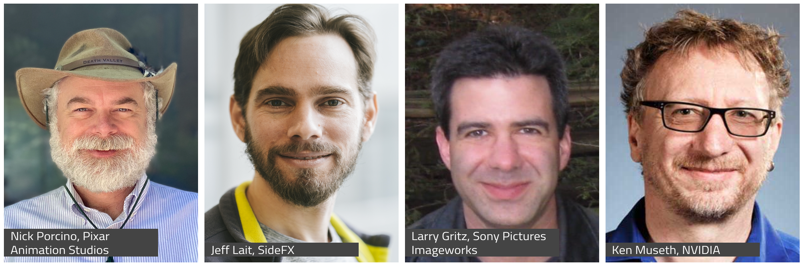 Nick Porcino, Pixar
Animation Studios
Jeff Lait, SideFX
Larry Gritz, Sony Pictures
Imageworks
Ken Museth, NVIDIA